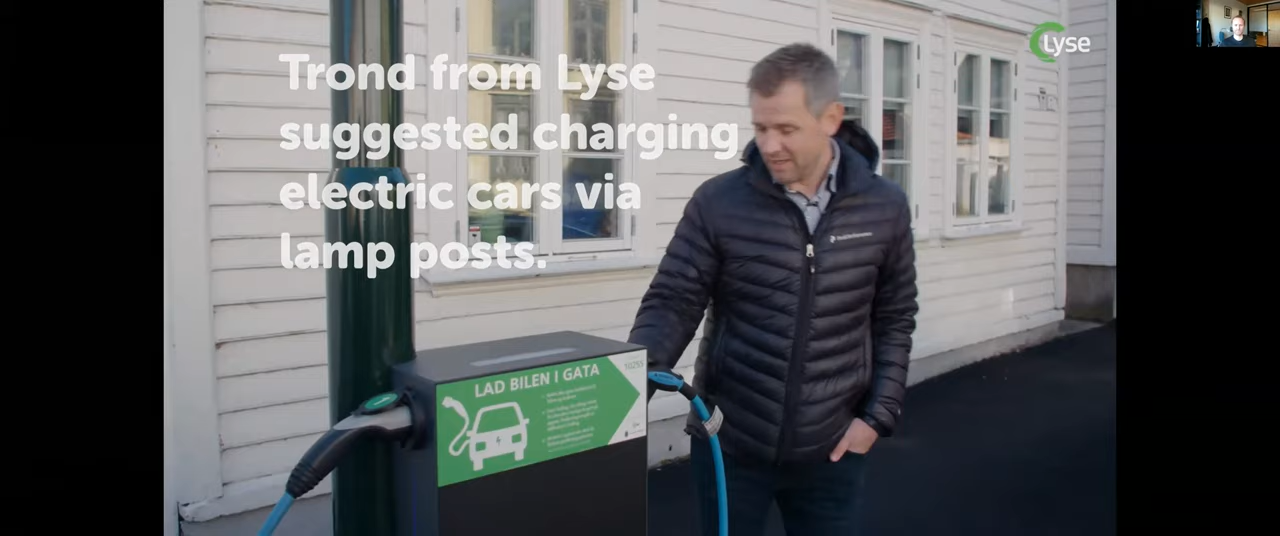 Trond from Lyse
suggested charging
electric cars via
lamp posts.
Lyse
LAD BILEN I GATA